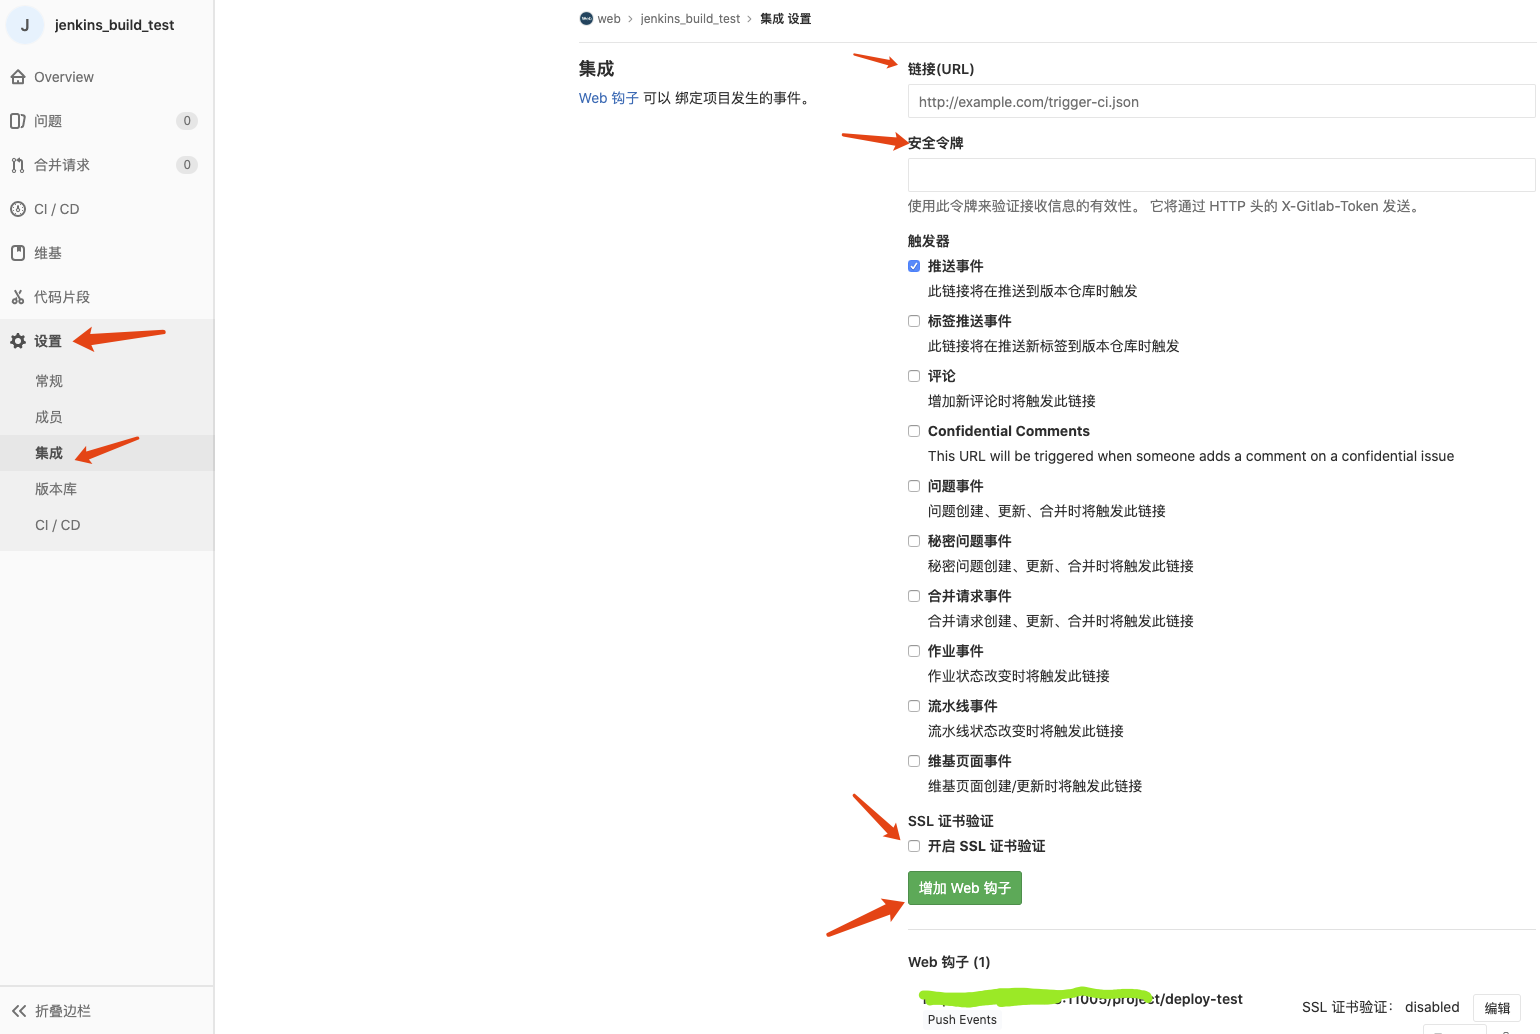 J jenkins_build_test
Overview
问题 0
合并请求 0
CI / CD
维基
代码片段
设置
常规
成员
集成
版本库
CI / CD
折叠边栏
web › jenkins_build_test › 集成 设置
集成
Web 钩子 可以 绑定项目发生的事件。
链接(URL)
http://example.com/trigger-ci.json
安全令牌
使用此令牌来验证接收信息的有效性。 它将通过 HTTP 头的 X-Gitlab-Token 发送。
触发器
推送事件
此链接将在推送到版本仓库时触发
标签推送事件
此链接将在推送新标签到版本仓库时触发
评论
增加新评论时将触发此链接
Confidential Comments
This URL will be triggered when someone adds a comment on a confidential issue
问题事件
问题创建、更新、合并时将触发此链接
秘密问题事件
秘密问题创建、更新、合并时将触发此链接
合并请求事件
合并请求创建、更新、合并时将触发此链接
作业事件
作业状态改变时将触发此链接
流水线事件
流水线状态改变时将触发此链接
维基页面事件
维基页面创建/更新时将触发此链接
SSL 证书验证
开启 SSL 证书验证
增加 Web 钩子
Web 钩子 (1)
:11005/project/deploy-test
Push Events
SSL 证书验证： disabled
编辑